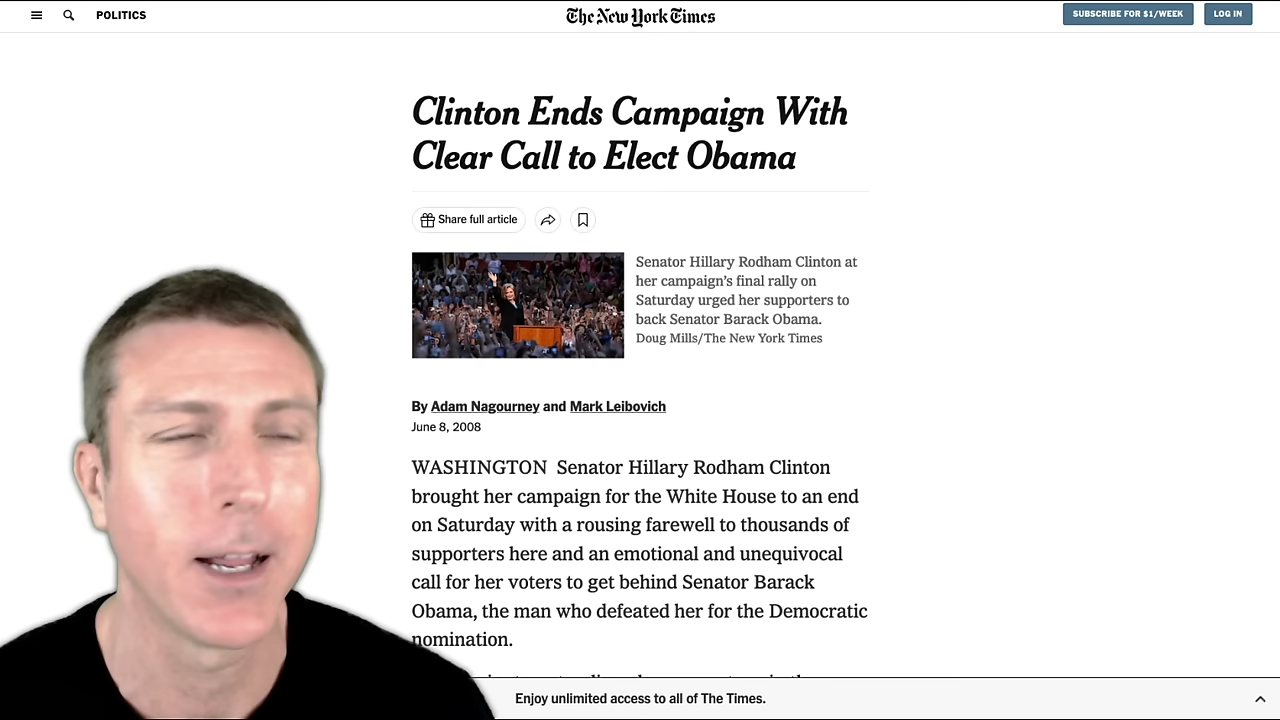 POLITICS
The New York Times
SUBSCRIBE FOR $1/WEEK
LOG IN
Clinton Ends Campaign With
Clear Call to Elect Obama
Share full article
Senator Hillary Rodham Clinton at
her campaign’s final rally on
Saturday urged her supporters to
back Senator Barack Obama.
Doug Mills/The New York Times
By Adam Nagourney and Mark Leibovich
June 8, 2008
WASHINGTON Senator Hillary Rodham Clinton
brought her campaign for the White House to an end
on Saturday with a rousing farewell to thousands of
supporters here and an emotional and unequivocal
call for her voters to get behind Senator Barack
Obama, the man who defeated her for the Democratic
nomination.
Enjoy unlimited access to all of The Times.